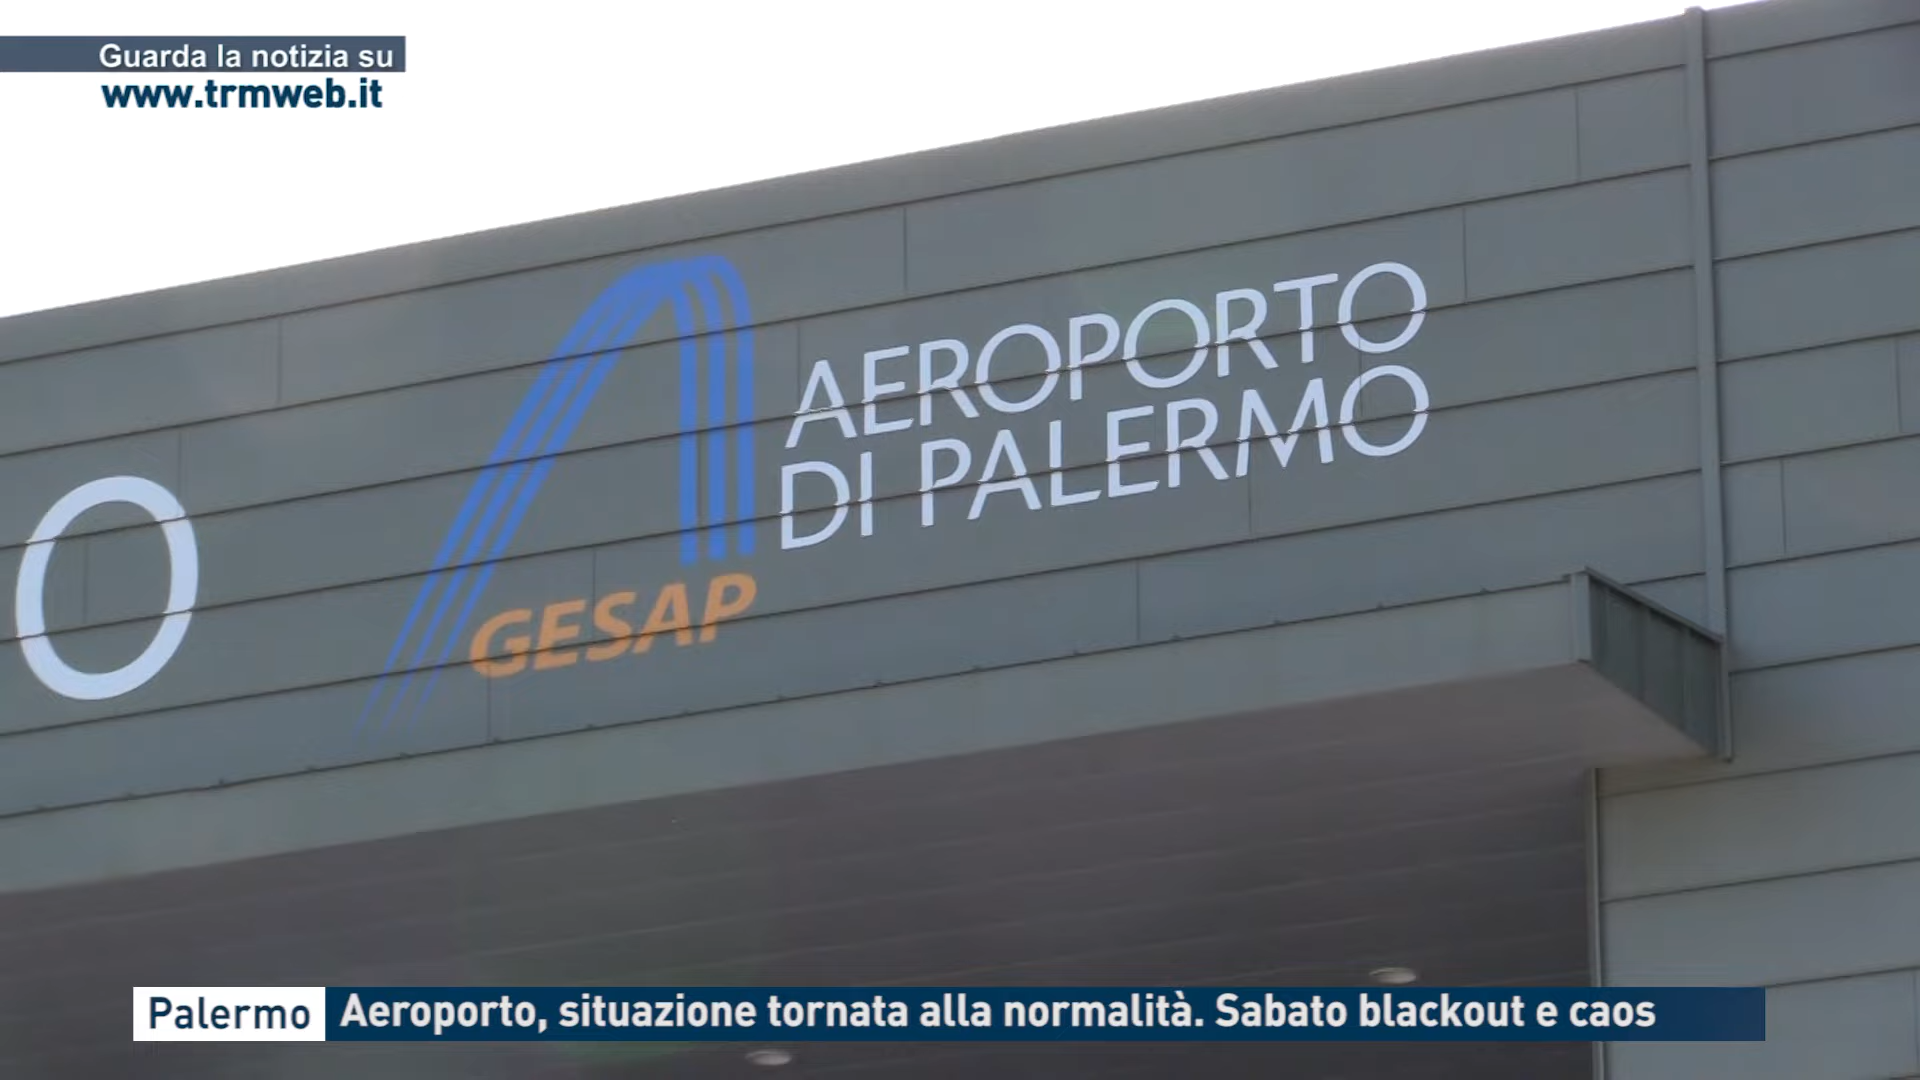 Guarda la notizia su
www.trmweb.it
O
AEROPORTO
DI PALERMO
GESAP
Palermo
Aeroporto, situazione tornata alla normalità. Sabato blackout e caos